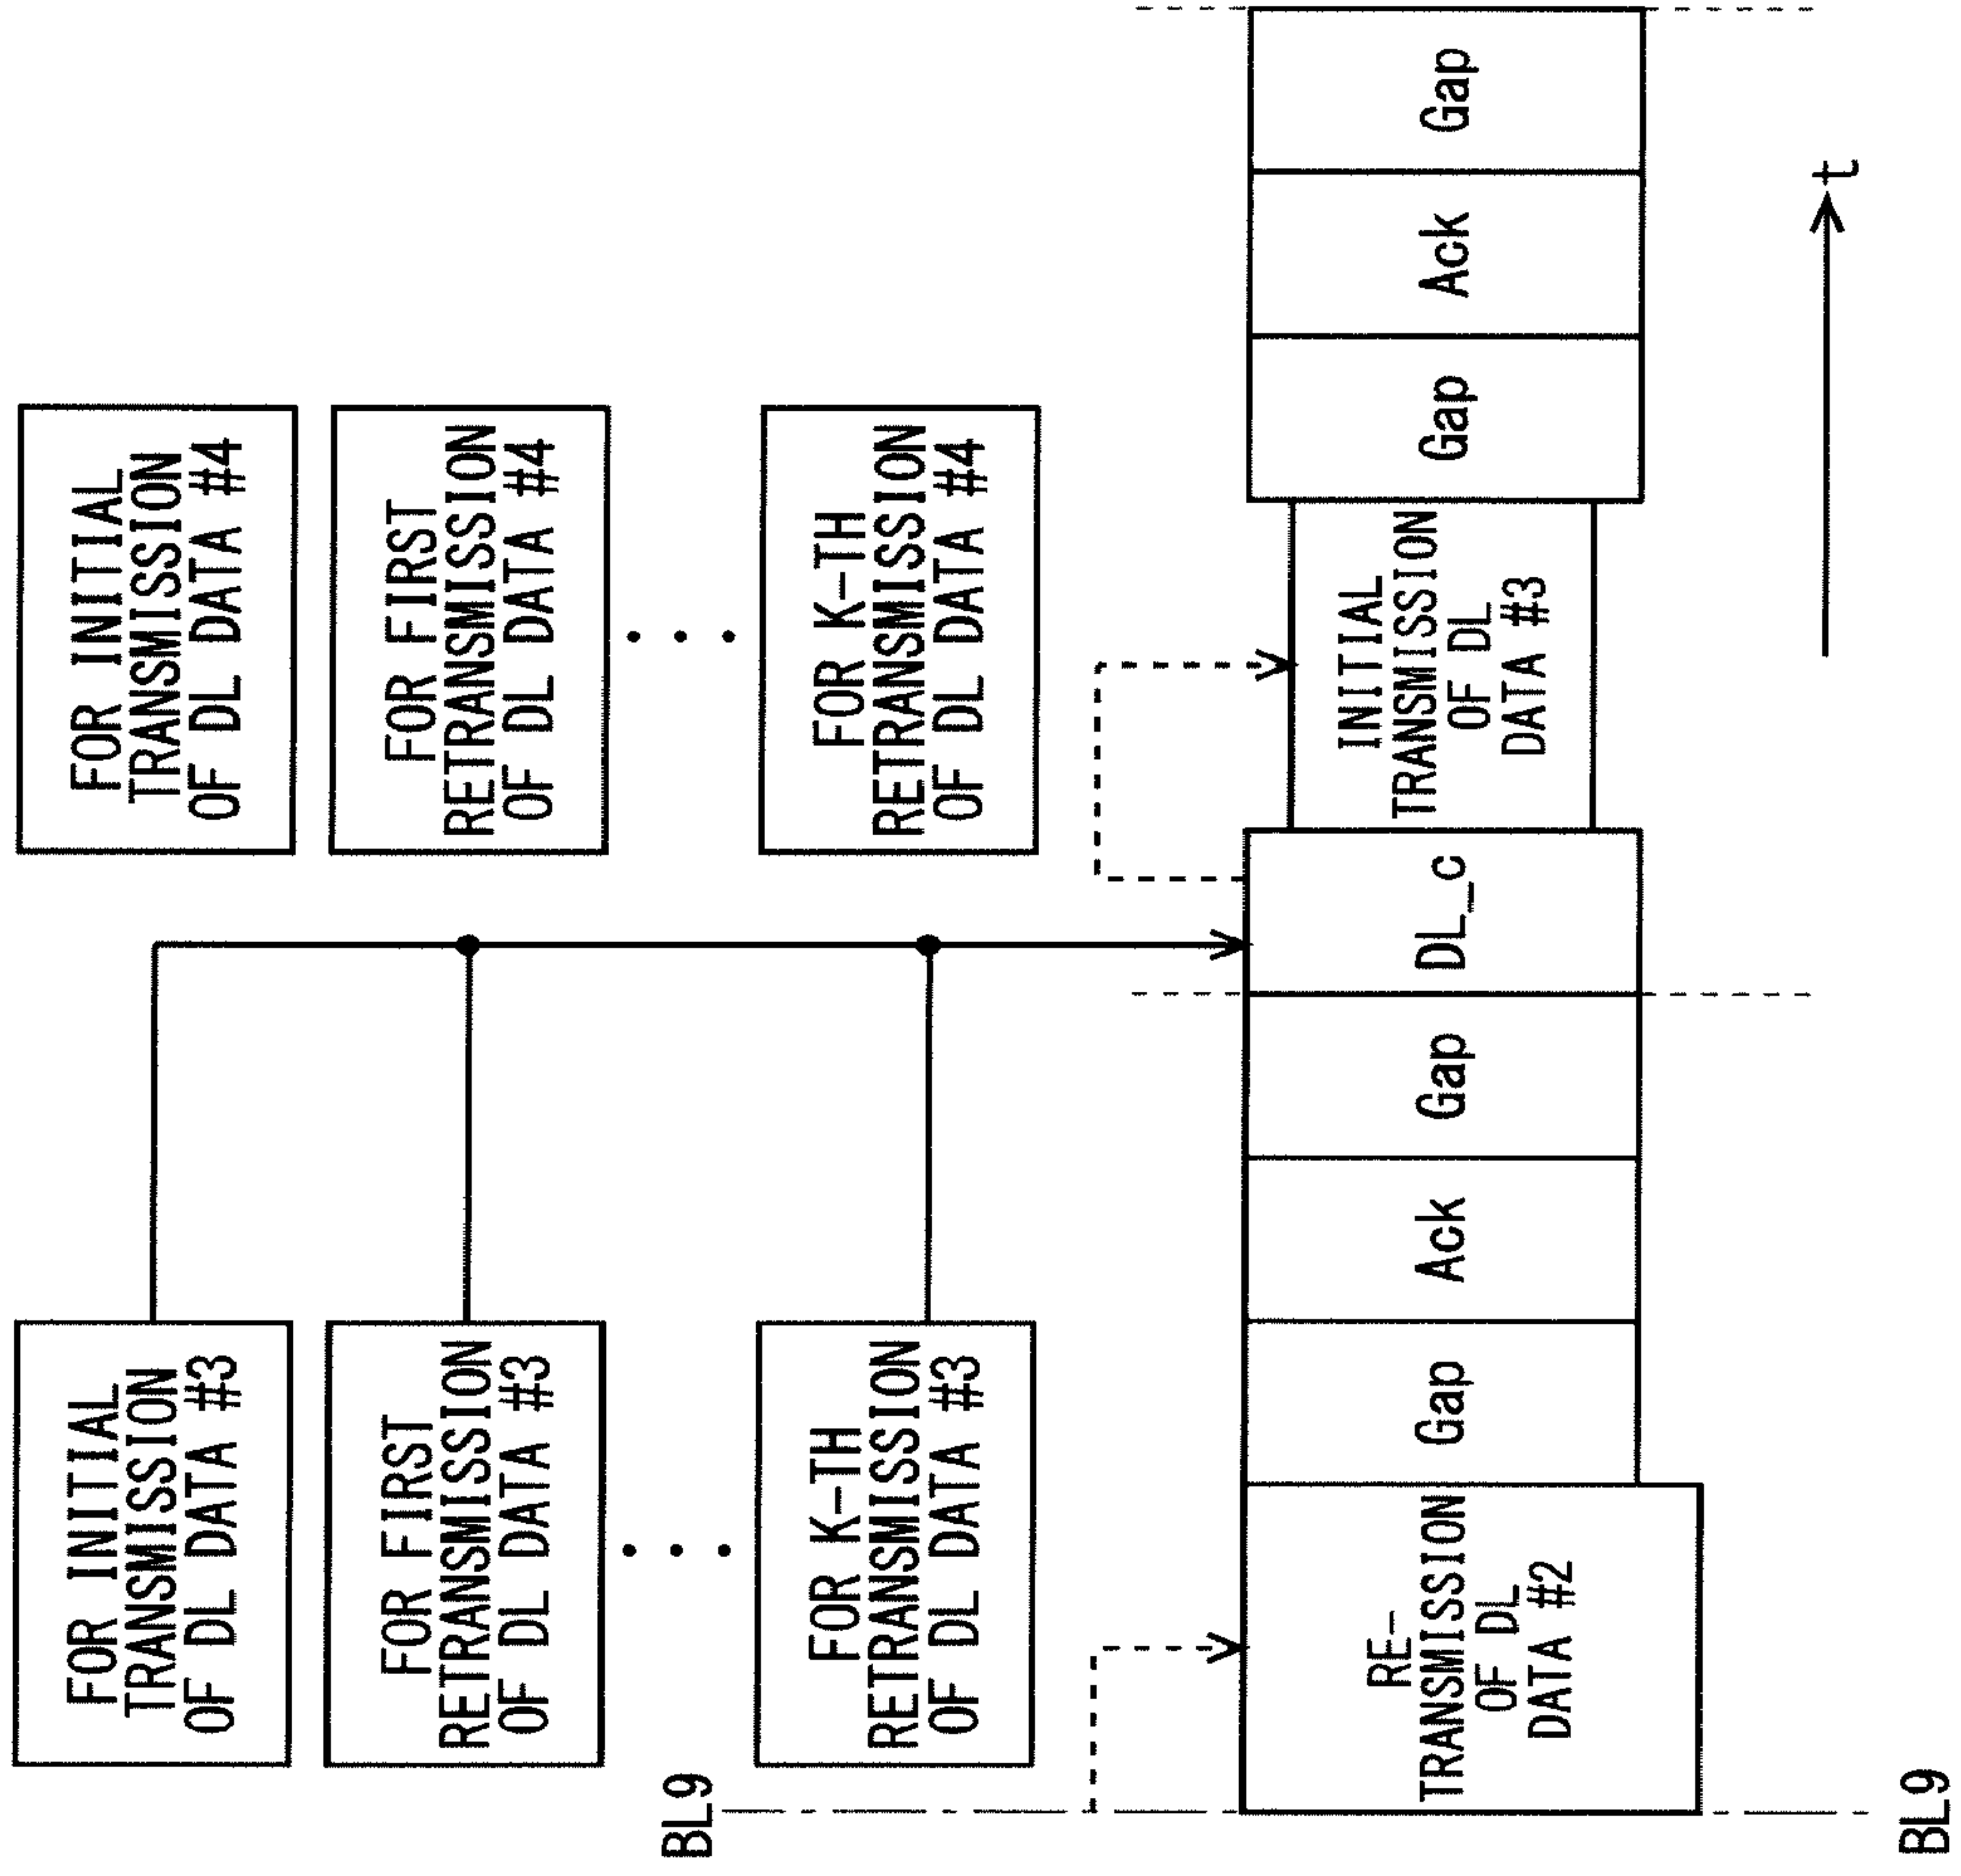 FOR INITIAL
TRANSMISSION
OF DL DATA #3
FOR INITIAL
TRANSMISSION
OF DL DATA #4
FOR FIRST
RETRANSMISSION
OF DL DATA #3
FOR FIRST
RETRANSMISSION
OF DL DATA #4
FOR K-TH
RETRANSMISSION
OF DL DATA #3
FOR K-TH
RETRANSMISSION
OF DL DATA #4
BL9
RE-
TRANSMISSION
OF DL
DATA #2
Gap
Ack
Gap
DL_c
INITIAL
TRANSMISSION
OF DL
DATA #3
Gap
Ack
Gap
t
BL9